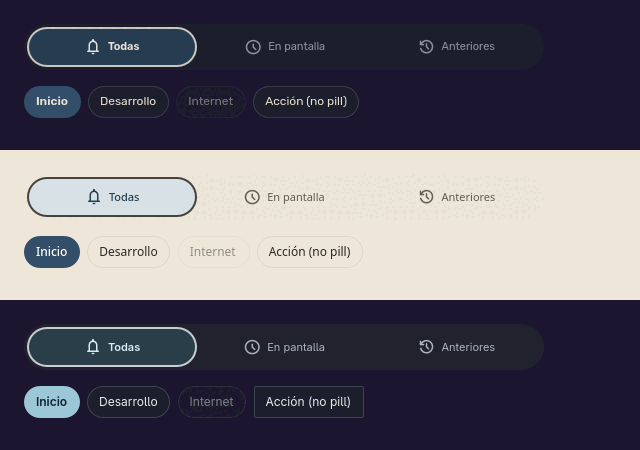 Todas En pantalla Anteriores
Inicio Desarrollo Internet Acción (no pill)
Todas En pantalla Anteriores
Inicio Desarrollo Internet Acción (no pill)
Todas En pantalla Anteriores
Inicio Desarrollo Internet Acción (no pill)